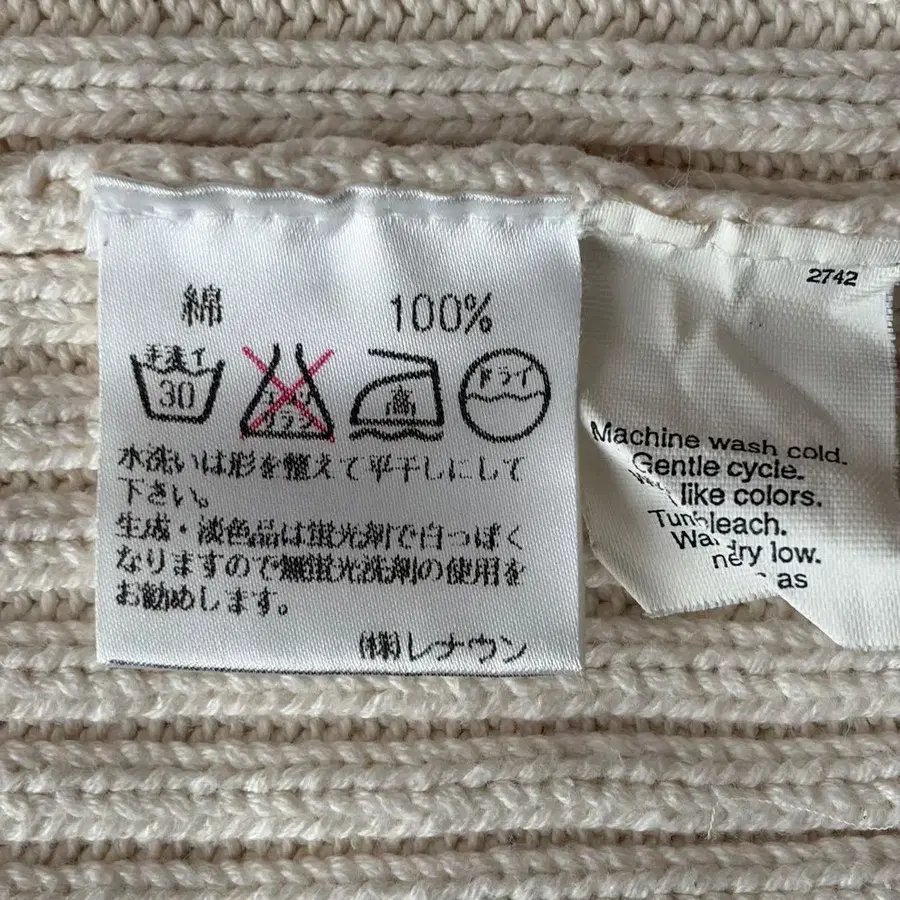 綿 100%
手洗イ 30
エンソ サラシ
高
ドライ
水洗いは形を整えて平干しにして
下さい。
生成・淡色品は蛍光剤で白っぽく
なりますので無蛍光洗剤の使用を
お勧めします。
(株)レナウン
2742
Machine wash cold.
Gentle cycle.
like colors.
Tun bleach.
dry low.
as